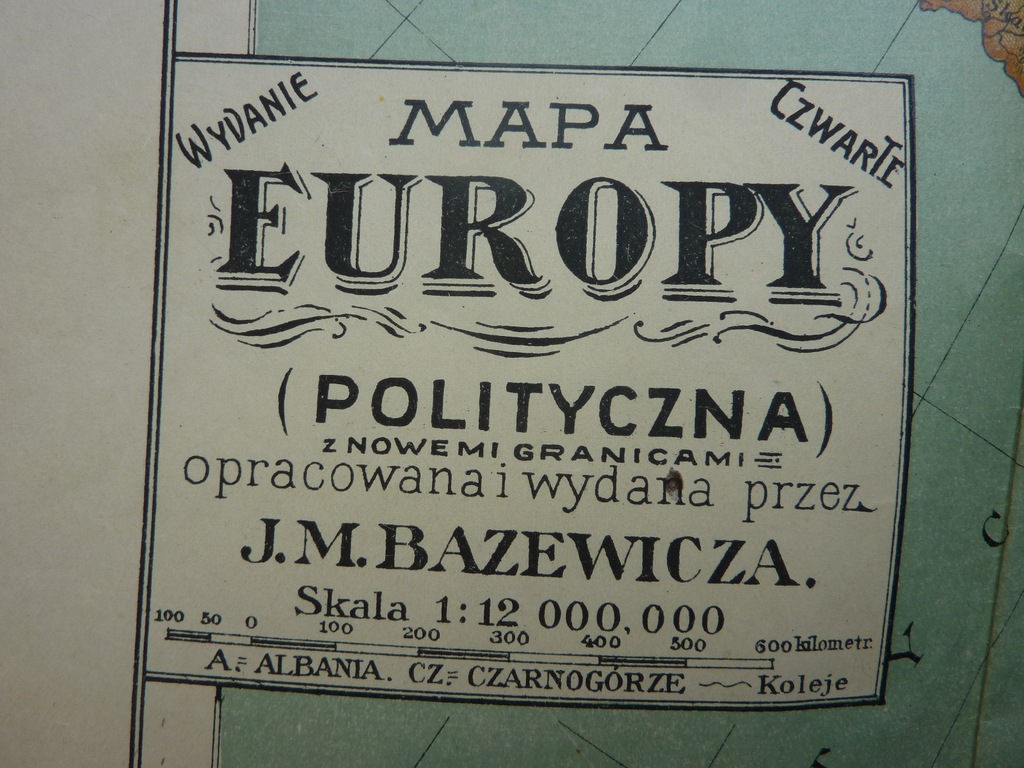 WYDANIE CZWARTE
MAPA
EUROPY
(POLITYCZNA)
Z NOWEMI GRANICAMI
opracowana i wydana przez
J.M.BAZEWICZA.
Skala 1:12 000,000
100 50 0 100 200 300 400 500 600 kilometr.
A.= ALBANIA. CZ= CZARNOGÓRZE Koleje